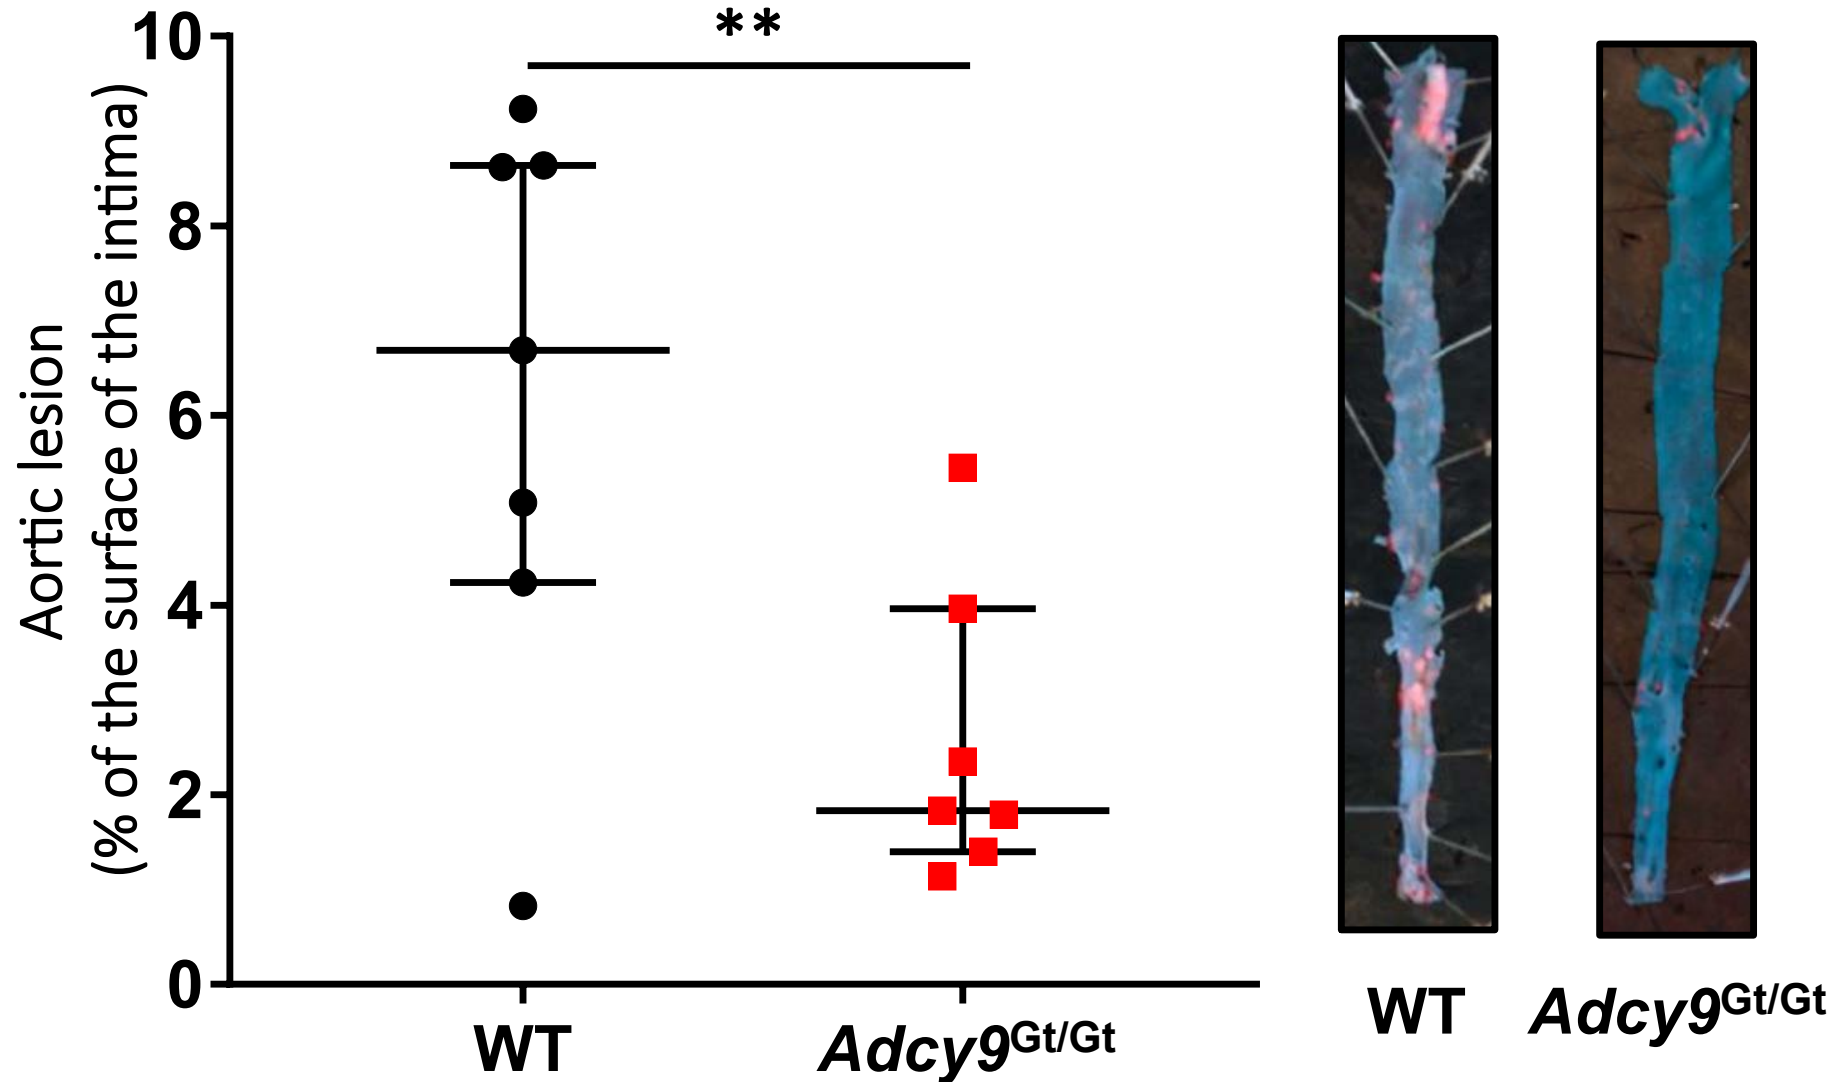 **
10
8
6
4
2
0
Aortic lesion
(% of the surface of the intima)
WT
Adcy9Gt/Gt
WT
Adcy9Gt/Gt